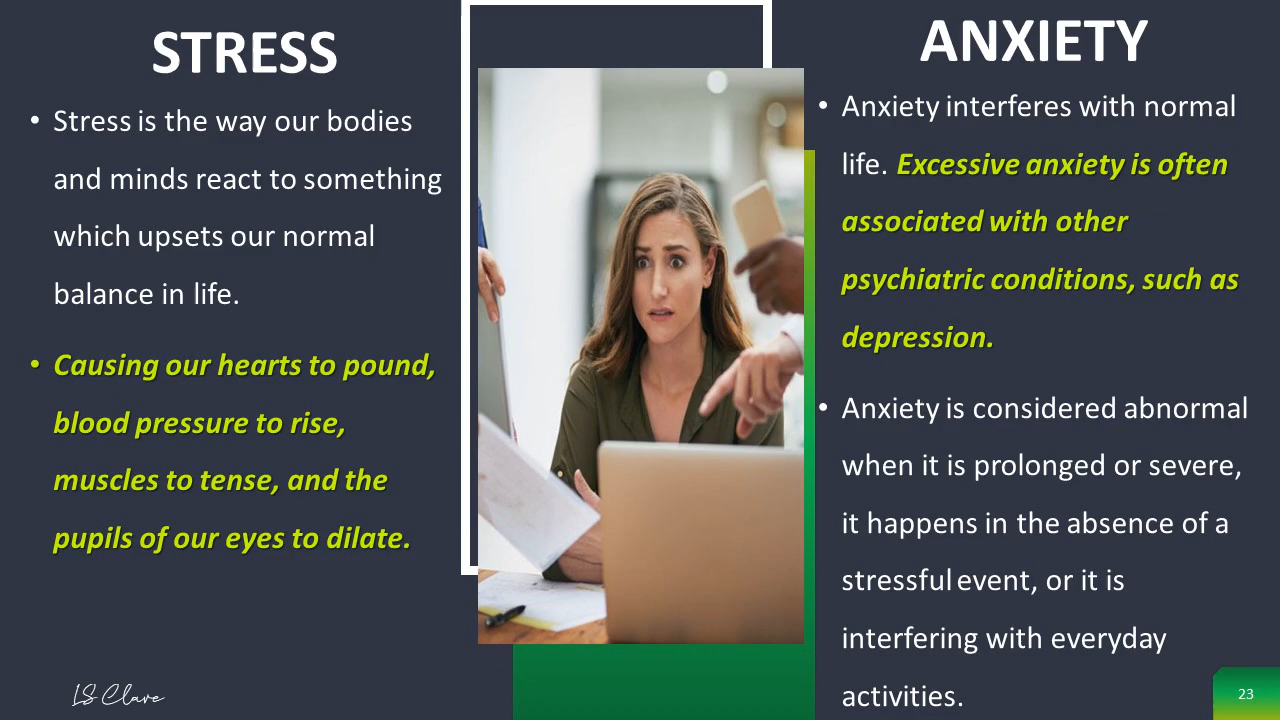 STRESS
• Stress is the way our bodies
and minds react to something
which upsets our normal
balance in life.
• Causing our hearts to pound,
blood pressure to rise,
muscles to tense, and the
pupils of our eyes to dilate.
LS Clave
ANXIETY
• Anxiety interferes with normal
life. Excessive anxiety is often
associated with other
psychiatric conditions, such as
depression.
• Anxiety is considered abnormal
when it is prolonged or severe,
it happens in the absence of a
stressful event, or it is
interfering with everyday
activities.
23